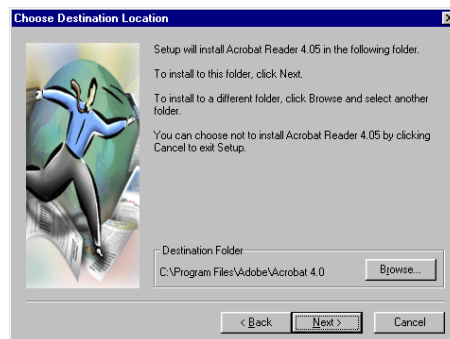 Choose Destination Location
Setup will install Acrobat Reader 4.05 in the following folder.
To install to this folder, click Next.
To install to a different folder, click Browse and select another
folder.
You can choose not to install Acrobat Reader 4.05 by clicking
Cancel to exit Setup.
Destination Folder
C:\Program Files\Adobe\Acrobat 4.0
Browse...
< Back
Next >
Cancel